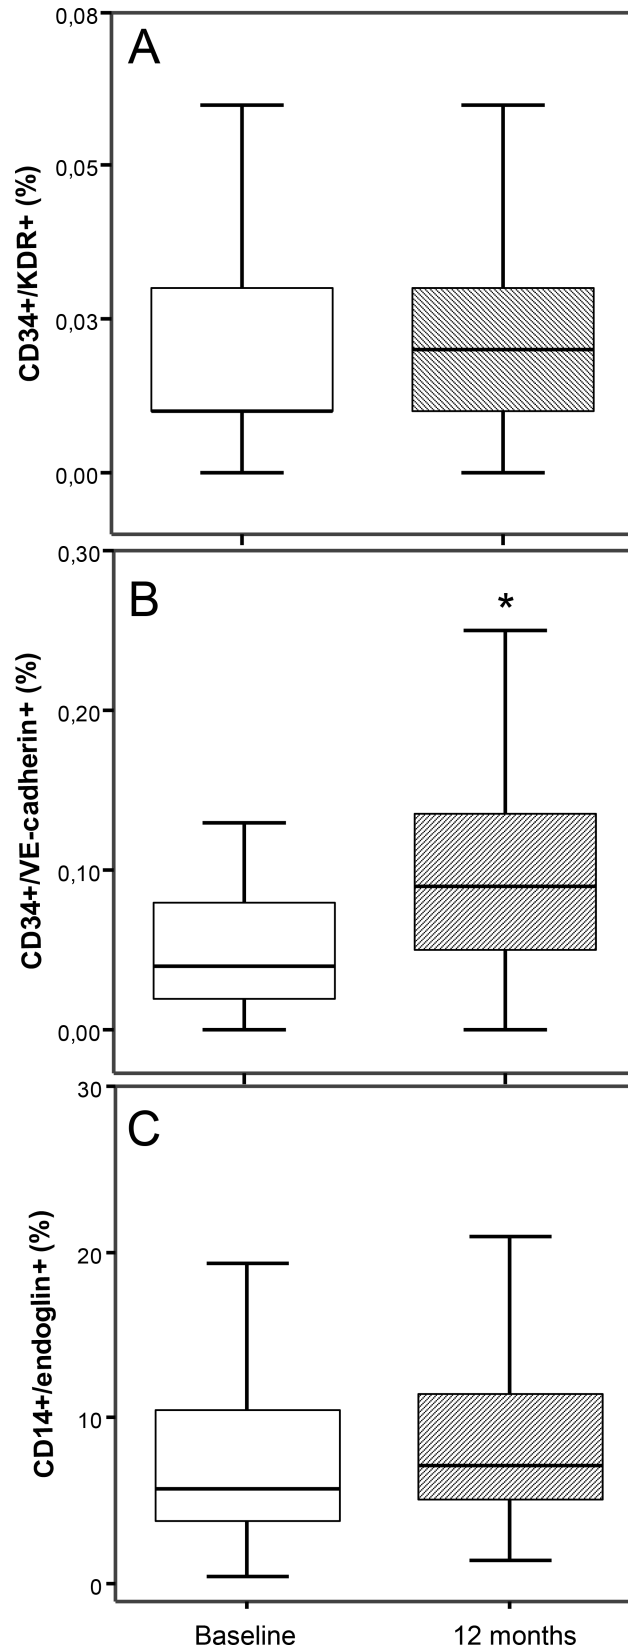 0,08
A
0,05
CD34+/KDR+ (%)
0,03
0,00
0,30
B
*
0,20
CD34+/VE-cadherin+ (%)
0,10
0,00
30
C
20
CD14+/endoglin+ (%)
10
0
Baseline 12 months